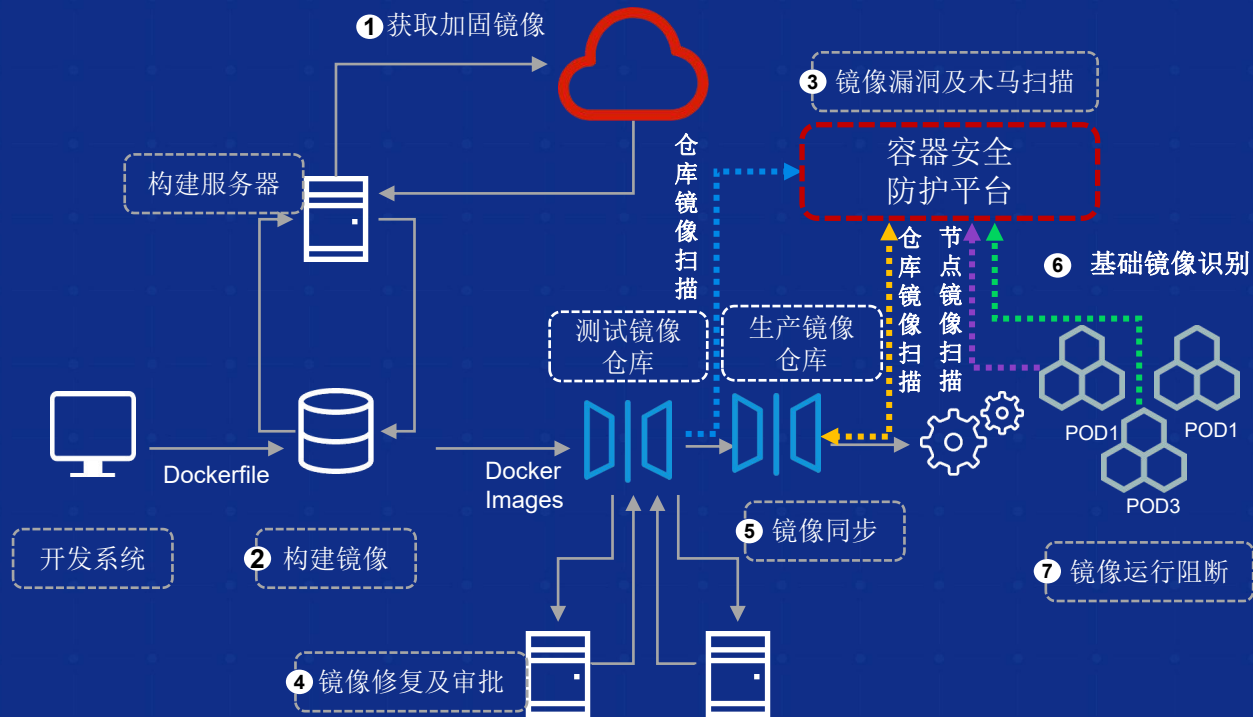 1 获取加固镜像
3 镜像漏洞及木马扫描
容器安全
防护平台
构建服务器
仓库镜像扫描
仓库镜像扫描
节点镜像扫描
6 基础镜像识别
测试镜像
仓库
生产镜像
仓库
POD1
POD1
POD3
Dockerfile
Docker
Images
开发系统
2 构建镜像
5 镜像同步
7 镜像运行阻断
4 镜像修复及审批